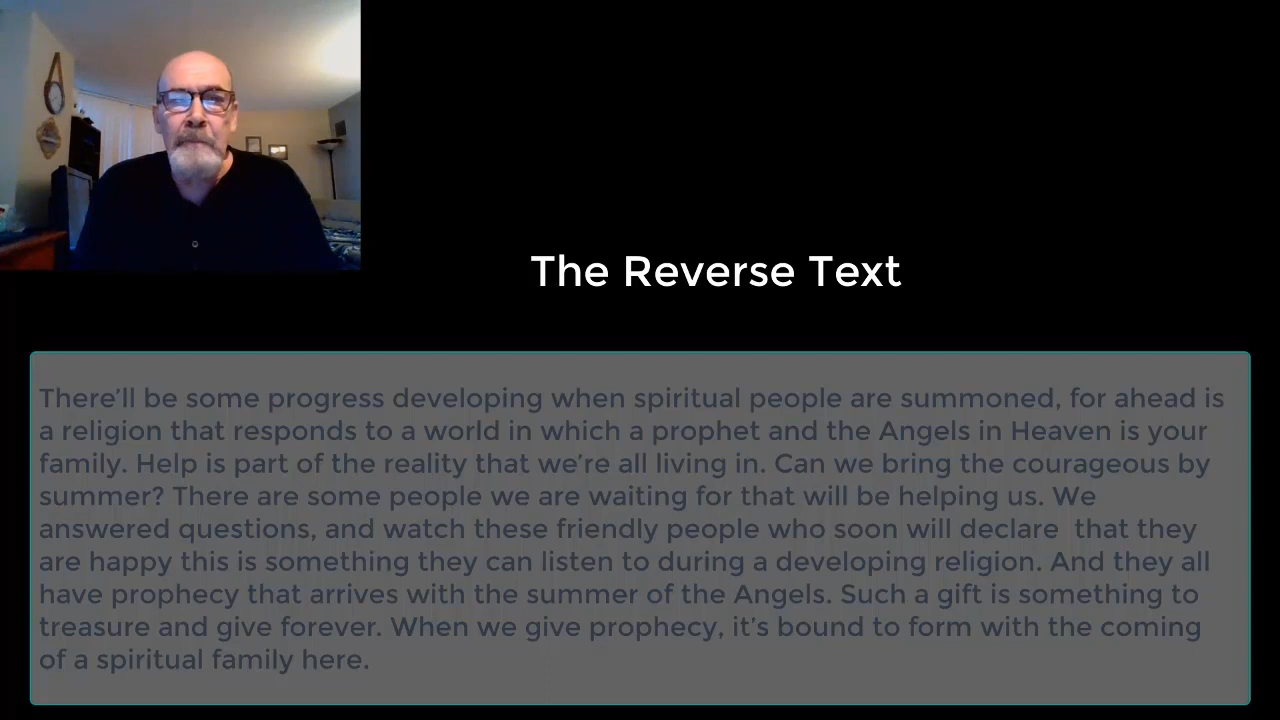 The Reverse Text
There'll be some progress developing when spiritual people are summoned, for ahead is
a religion that responds to a world in which a prophet and the Angels in Heaven is your
family. Help is part of the reality that we're all living in. Can we bring the courageous by
summer? There are some people we are waiting for that will be helping us. We
answered questions, and watch these friendly people who soon will declare  that they
are happy this is something they can listen to during a developing religion. And they all
have prophecy that arrives with the summer of the Angels. Such a gift is something to
treasure and give forever. When we give prophecy, it's bound to form with the coming
of a spiritual family here.